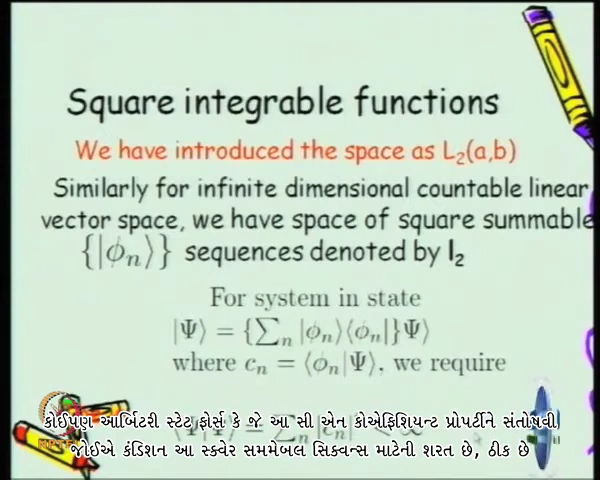 Square integrable functions
We have introduced the space as L₂(a,b)
Similarly for infinite dimensional countable linear
vector space, we have space of square summable
{|ϕₙ⟩} sequences denoted by l₂
For system in state
|Ψ⟩ = {∑ₙ |ϕₙ⟩⟨ϕₙ|}Ψ⟩
where cₙ = ⟨ϕₙ|Ψ⟩, we require
કોઈપણ આર્બિટરી સ્ટેટ ફોર્સ કે જે આ સી એન કોએફિશિયન્ટ પ્રોપર્ટીને સંતોષવી
જોઈએ કંડિશન આ સ્ક્વેર સમમેબલ સિક્વન્સ માટેની શરત છે, ઠીક છે